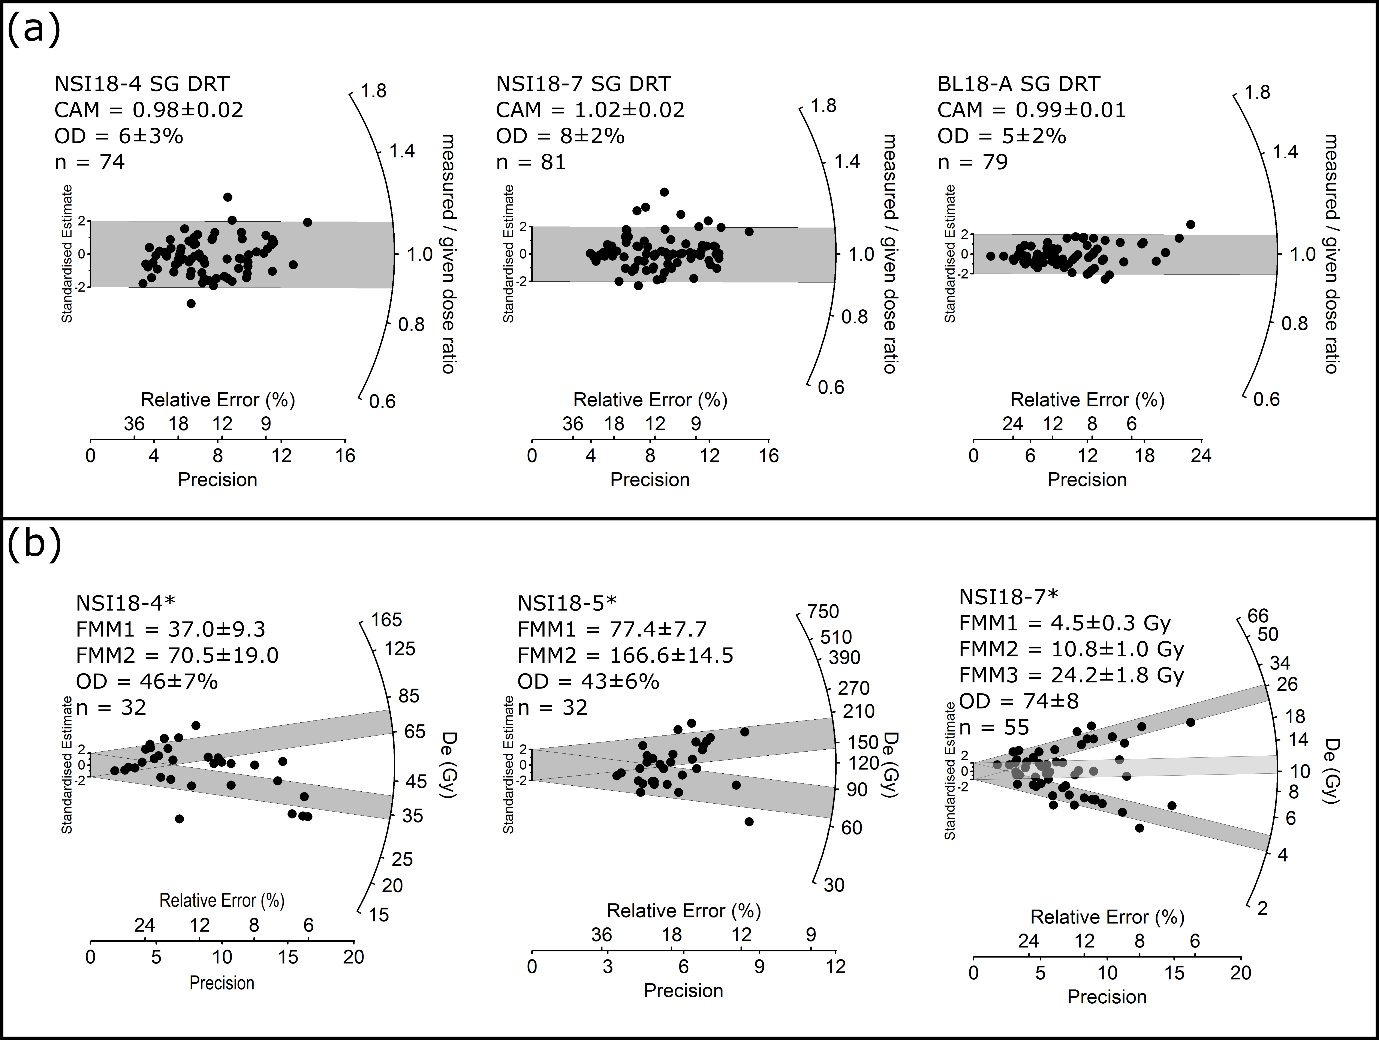 (a)
NSI18-4 SG DRT
CAM = 0.98±0.02
OD = 6±3%
n = 74
Standardised Estimate
2
0
-2
1.8
1.4
1.0
0.8
0.6
measured / given dose ratio
Relative Error (%)
36 18 12 9
0 4 8 12 16
Precision
NSI18-7 SG DRT
CAM = 1.02±0.02
OD = 8±2%
n = 81
Standardised Estimate
2
0
-2
1.8
1.4
1.0
0.8
0.6
measured / given dose ratio
Relative Error (%)
36 18 12 9
0 4 8 12 16
Precision
BL18-A SG DRT
CAM = 0.99±0.01
OD = 5±2%
n = 79
Standardised Estimate
2
0
-2
1.8
1.4
1.0
0.8
0.6
measured / given dose ratio
Relative Error (%)
24 12 8 6
0 6 12 18 24
Precision
(b)
NSI18-4*
FMM1 = 37.0±9.3
FMM2 = 70.5±19.0
OD = 46±7%
n = 32
Standardised Estimate
2
0
-2
165
125
85
65
45
35
25
20
15
De (Gy)
Relative Error (%)
24 12 8 6
0 5 10 15 20
Precision
NSI18-5*
FMM1 = 77.4±7.7
FMM2 = 166.6±14.5
OD = 43±6%
n = 32
Standardised Estimate
2
0
-2
750
510
390
270
210
150
120
90
60
30
De (Gy)
Relative Error (%)
36 18 12 9
0 3 6 9 12
Precision
NSI18-7*
FMM1 = 4.5±0.3 Gy
FMM2 = 10.8±1.0 Gy
FMM3 = 24.2±1.8 Gy
OD = 74±8
n = 55
Standardised Estimate
2
0
-2
66
50
34
26
18
14
10
8
6
4
2
De (Gy)
Relative Error (%)
24 12 8 6
0 5 10 15 20
Precision